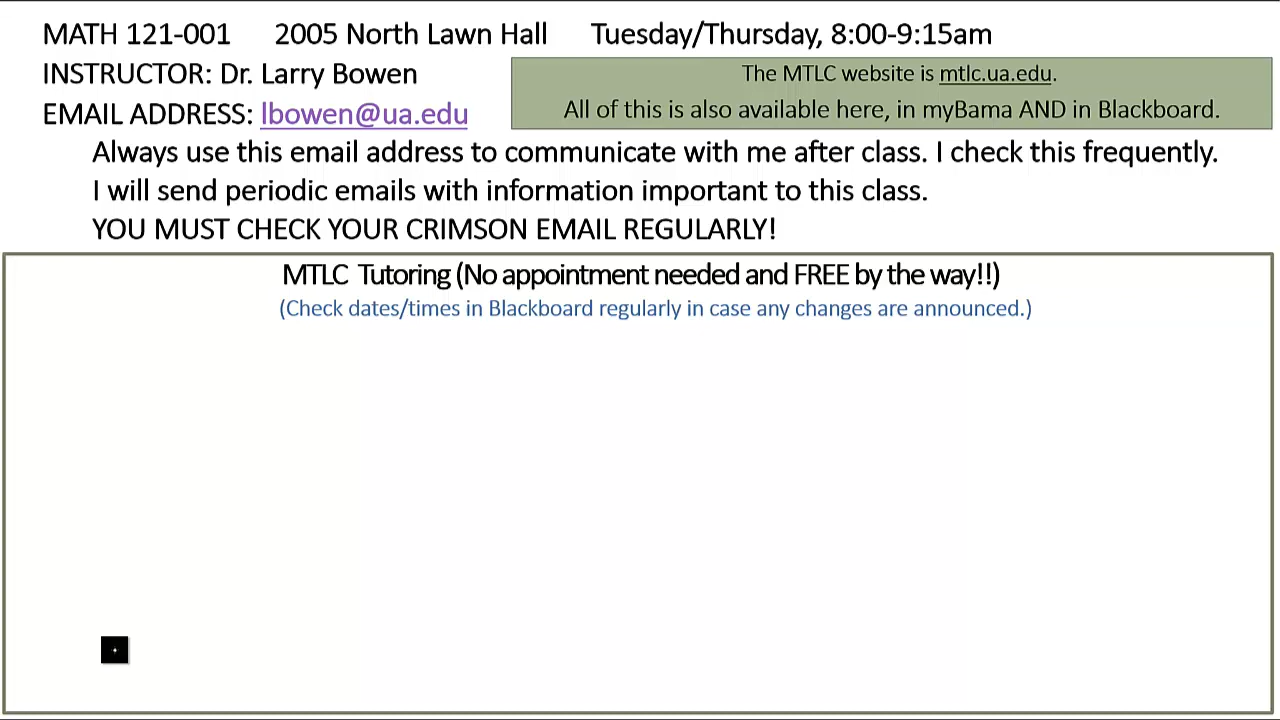 MATH 121-001 2005 North Lawn Hall Tuesday/Thursday, 8:00-9:15am
INSTRUCTOR: Dr. Larry Bowen
The MTLC website is mtlc.ua.edu.
EMAIL ADDRESS: lbowen@ua.edu
All of this is also available here, in myBama AND in Blackboard.
Always use this email address to communicate with me after class. I check this frequently.
I will send periodic emails with information important to this class.
YOU MUST CHECK YOUR CRIMSON EMAIL REGULARLY!
MTLC Tutoring (No appointment needed and FREE by the way!!)
(Check dates/times in Blackboard regularly in case any changes are announced.)